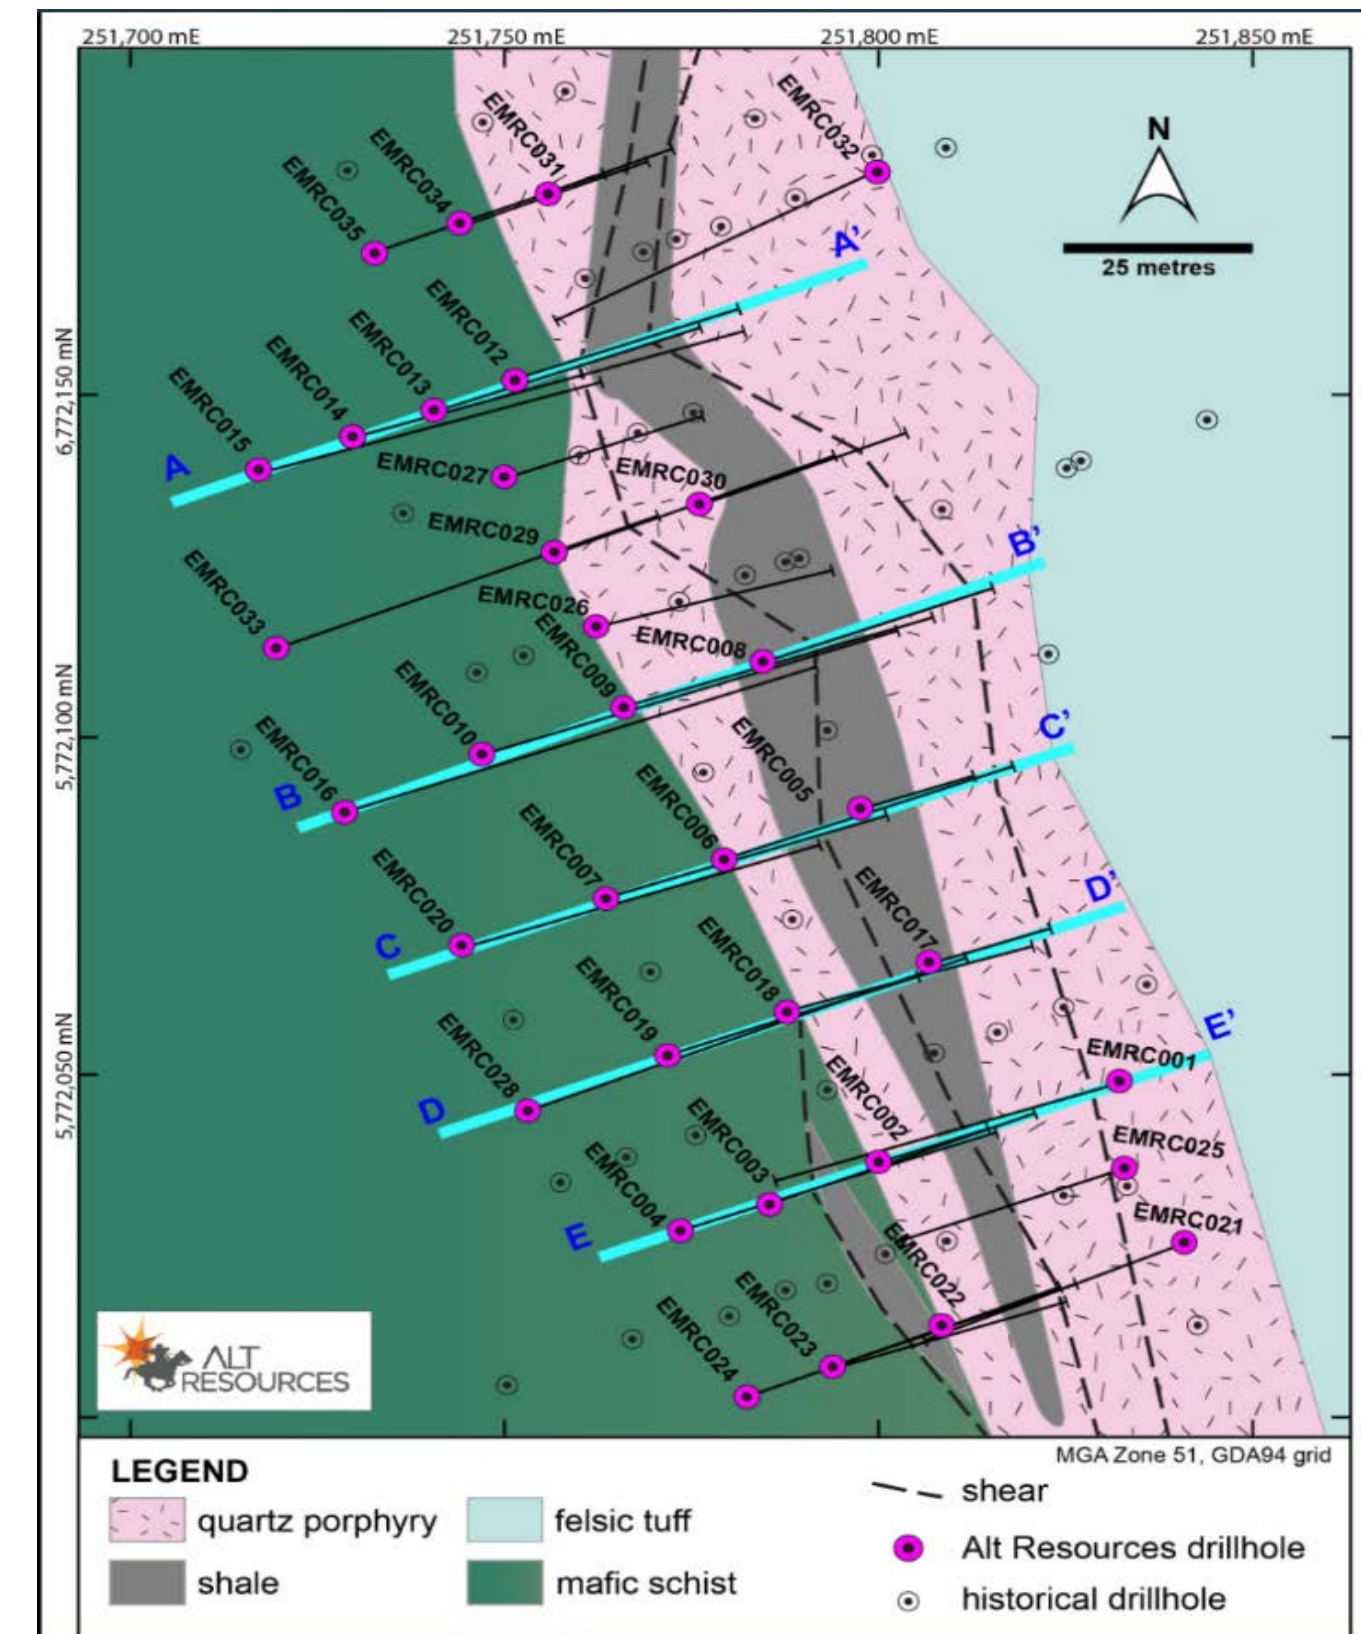 251,700 mE
251,750 mE
251,800 mE
251,850 mE
6,772,150 mN
5,772,100 mN
5,772,050 mN
N
25 metres
EMRC031
EMRC032
EMRC034
EMRC035
A'
EMRC012
EMRC013
EMRC014
EMRC015
A
EMRC027
EMRC030
EMRC029
B'
EMRC033
EMRC026
EMRC009
EMRC008
EMRC010
EMRC016
B
C'
EMRC005
EMRC006
EMRC007
EMRC020
C
D'
EMRC017
EMRC018
EMRC019
EMRC028
D
E'
EMRC001
EMRC002
EMRC003
EMRC004
E
EMRC025
EMRC021
EMRC022
EMRC023
EMRC024
ALT
RESOURCES
MGA Zone 51, GDA94 grid
LEGEND
quartz porphyry
felsic tuff
shear
shale
mafic schist
Alt Resources drillhole
historical drillhole